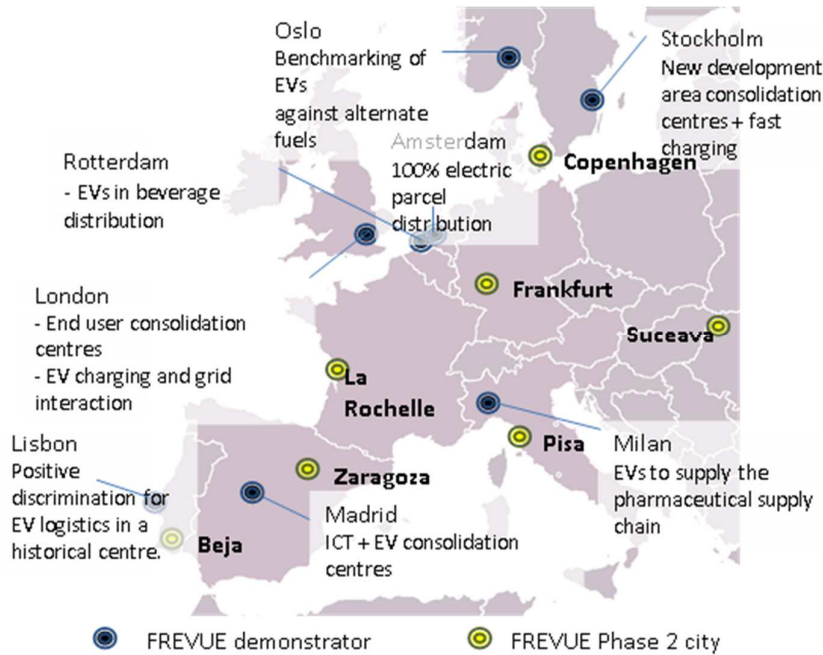 Oslo
Benchmarking of
EVs
against alternate
fuels
Stockholm
New development
area consolidation
centres + fast
charging
Amsterdam
100% electric
parcel
distribution
Copenhagen
Rotterdam
- EVs in beverage
distribution
London
- End user consolidation
centres
- EV charging and grid
interaction
Frankfurt
Suceava
La
Rochelle
Lisbon
Positive
discrimination for
EV logistics in a
historical centre.
Beja
Zaragoza
Pisa
Milan
EVs to supply the
pharmaceutical supply
chain
Madrid
ICT + EV consolidation
centres
FREVUE demonstrator
FREVUE Phase 2 city